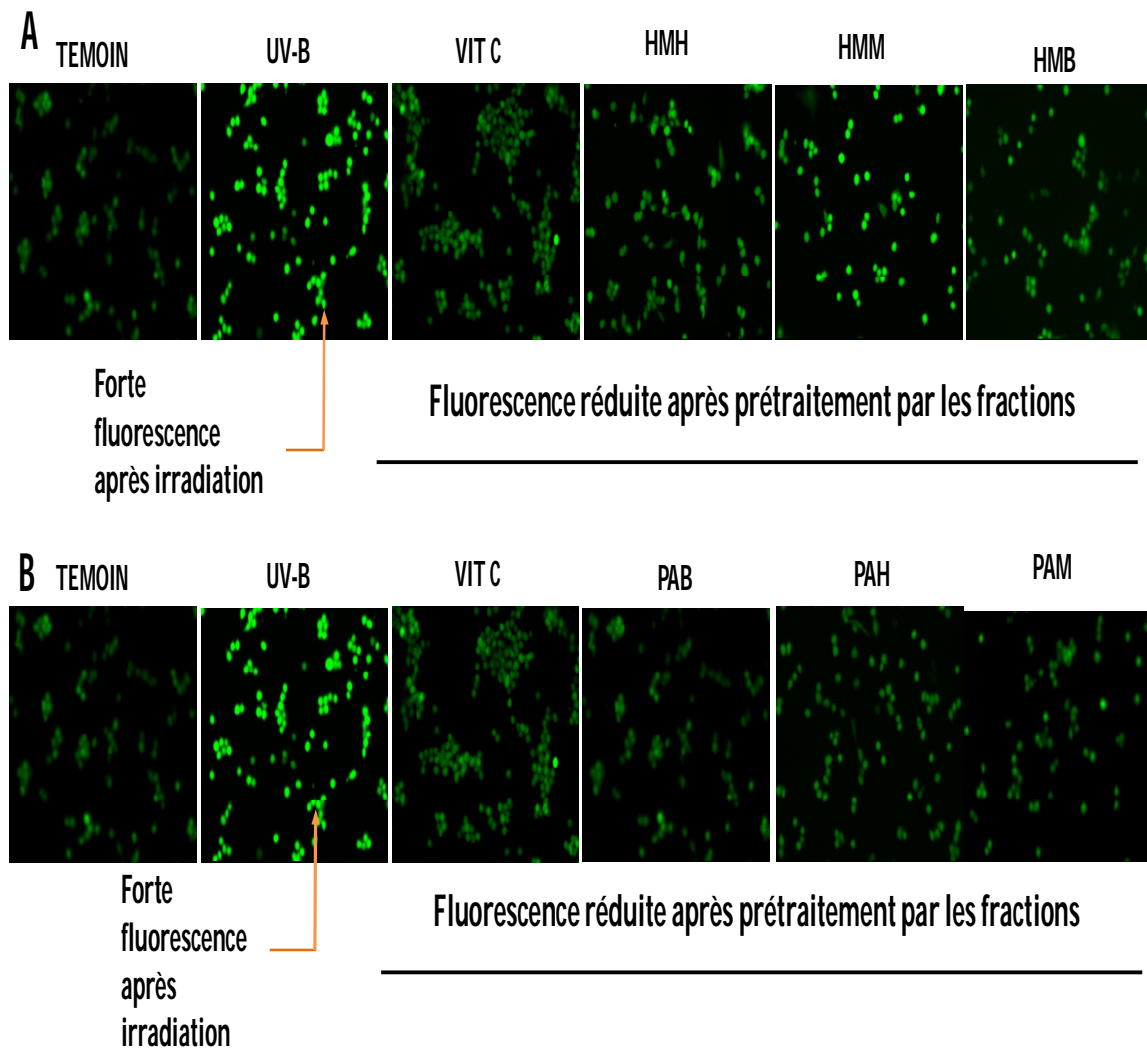 A
TEMOIN UV-B VIT C HMH HMM HMB
Forte
fluorescence
après irradiation
Fluorescence réduite après prétraitement par les fractions
B
TEMOIN UV-B VIT C PAB PAH PAM
Forte
fluorescence
après
irradiation
Fluorescence réduite après prétraitement par les fractions